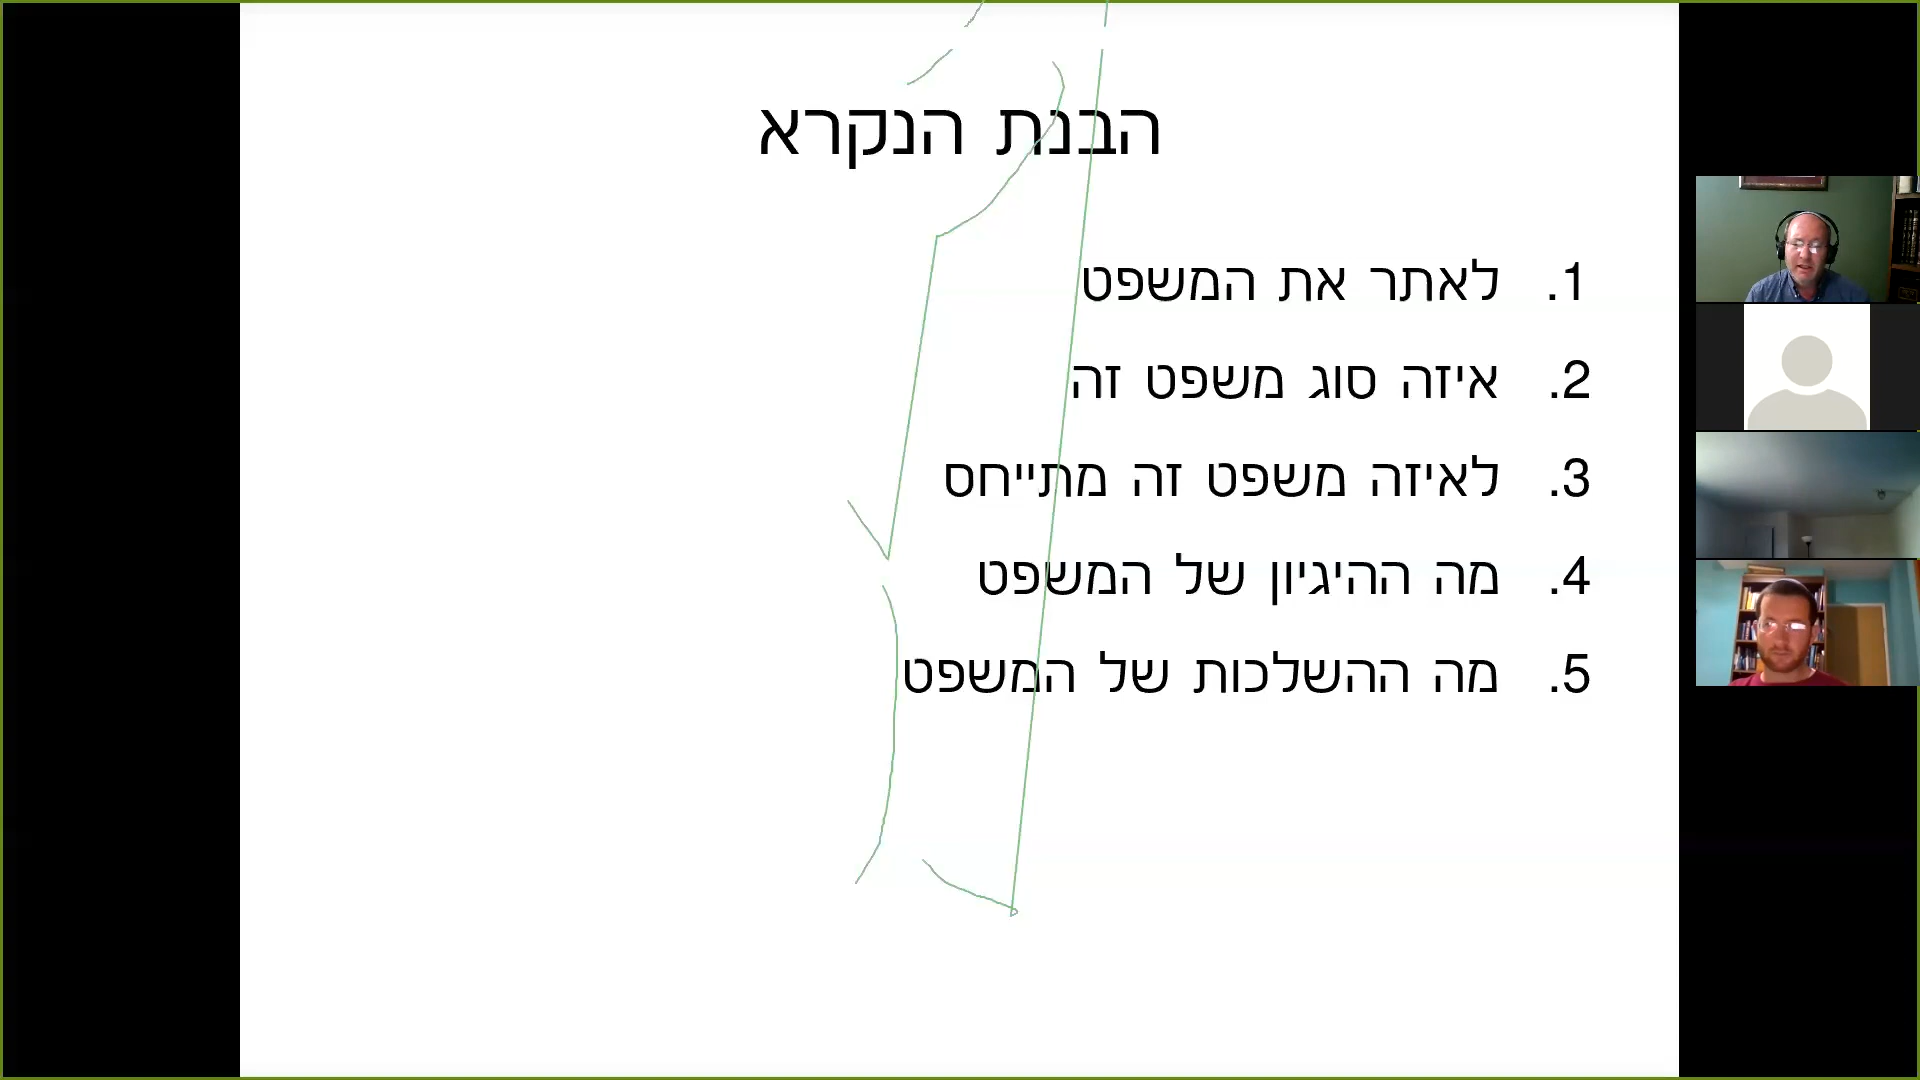 הבנת הנקרא
1. לאתר את המשפט
2. איזה סוג משפט זה
3. לאיזה משפט זה מתייחס
4. מה ההיגיון של המשפט
5. מה ההשלכות של המשפט